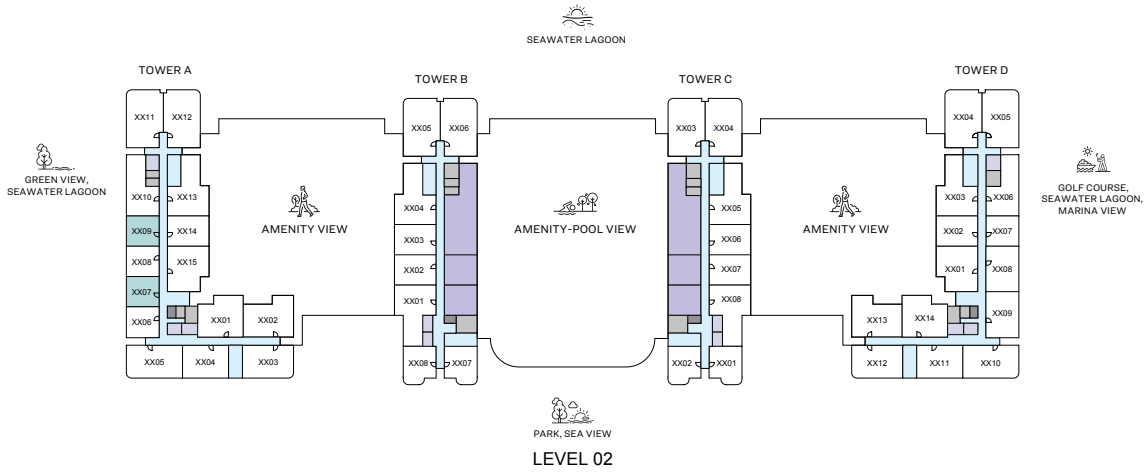 SEAWATER LAGOON
TOWER A
TOWER B
TOWER C
TOWER D
XX11
XX12
XX05
XX06
XX03
XX04
XX04
XX05
GREEN VIEW,
SEAWATER LAGOON
GOLF COURSE,
SEAWATER LAGOON,
MARINA VIEW
XX10
XX13
XX04
XX05
XX03
XX06
XX09
XX14
XX03
XX06
XX02
XX07
AMENITY VIEW
AMENITY-POOL VIEW
AMENITY VIEW
XX08
XX15
XX02
XX07
XX01
XX08
XX07
XX01
XX08
XX06
XX01
XX02
XX13
XX14
XX09
XX05
XX04
XX03
XX08
XX07
XX02
XX01
XX12
XX11
XX10
PARK, SEA VIEW
LEVEL 02